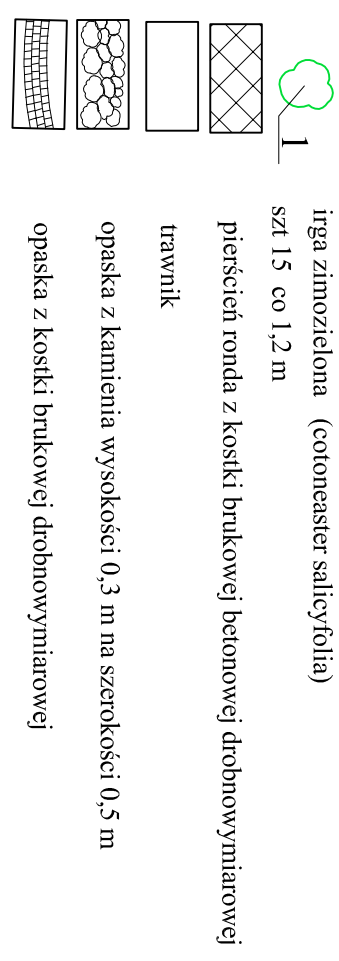 1
irga zimozielona (cotoneaster salicyfolia)
szt 15 co 1,2 m
pierścień ronda z kostki brukowej betonowej drobnowymiarowej
trawnik
opaska z kamienia wysokości 0,3 m na szerokości 0,5 m
opaska z kostki brukowej drobnowymiarowej